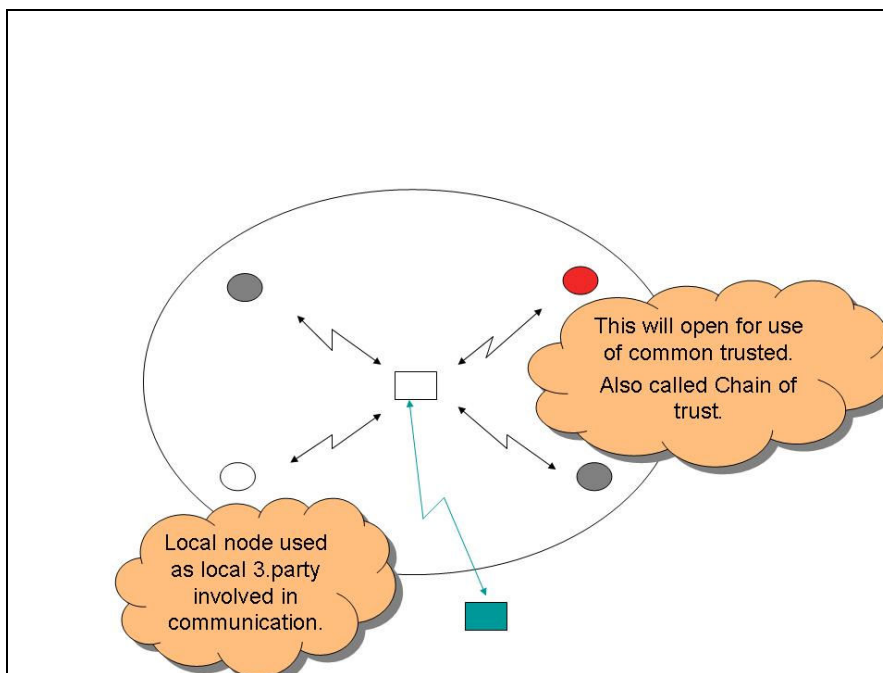 This will open for use
of common trusted.
Also called Chain of
trust.
Local node used
as local 3.party
involved in
communication.